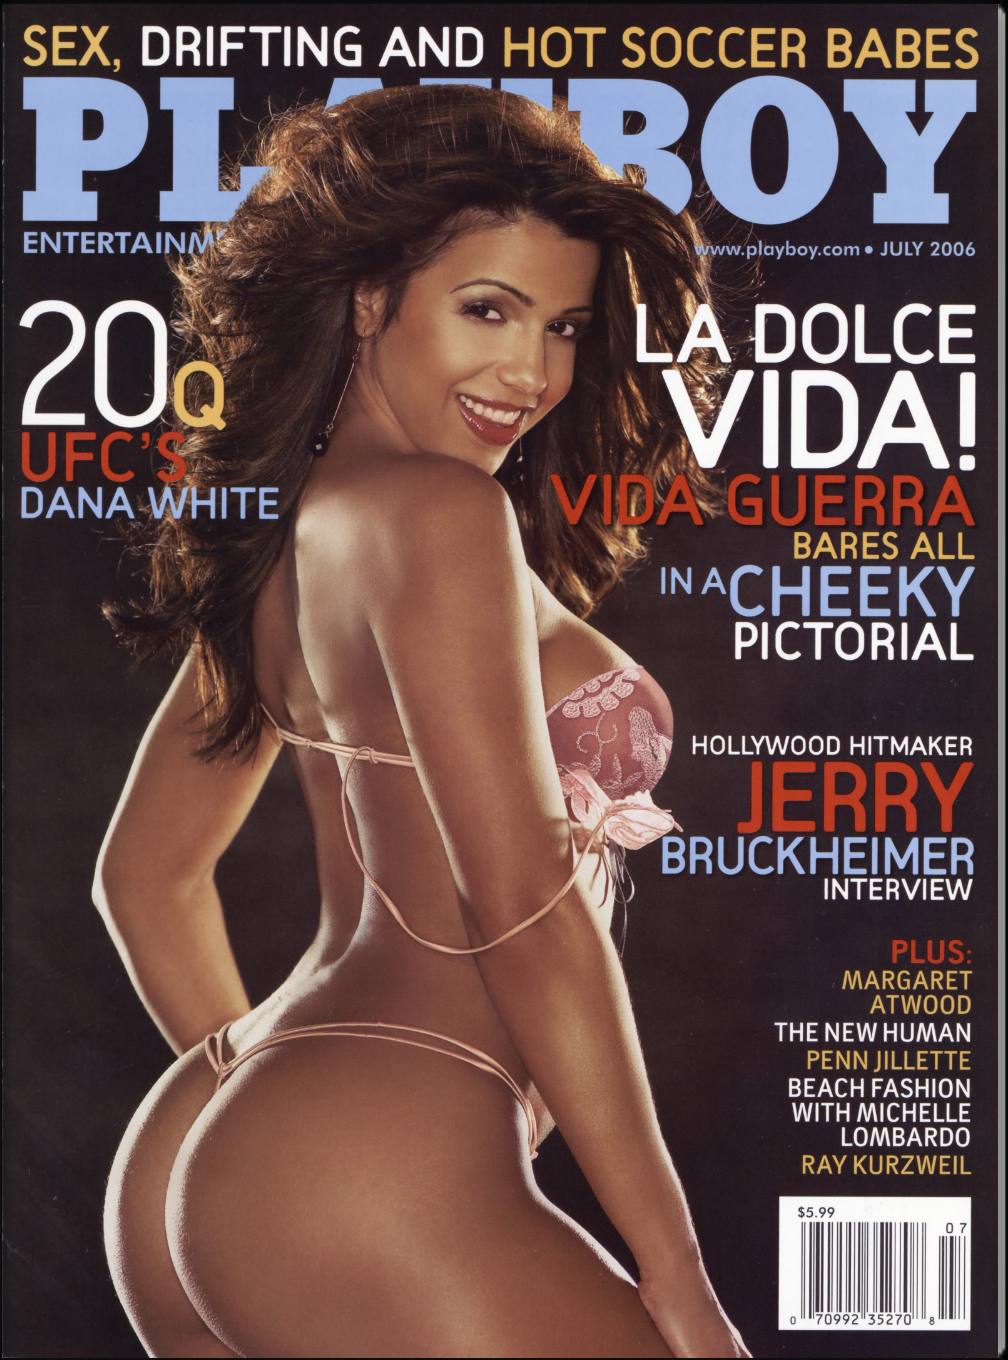 SEX, DRIFTING AND HOT SOCCER BABES
PLAYBOY
ENTERTAINM
www.playboy.com • JULY 2006
20Q
UFC'S
DANA WHITE
LA DOLCE
VIDA!
VIDA GUERRA
BARES ALL
IN A CHEEKY
PICTORIAL
HOLLYWOOD HITMAKER
JERRY
BRUCKHEIMER
INTERVIEW
PLUS:
MARGARET
ATWOOD
THE NEW HUMAN
PENN JILLETTE
BEACH FASHION
WITH MICHELLE
LOMBARDO
RAY KURZWEIL
$5.99
07
0 70992 35270 8